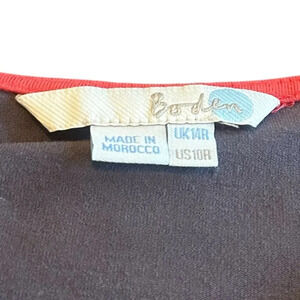 Boden
MADE IN
MOROCCO
UK14R
US10R